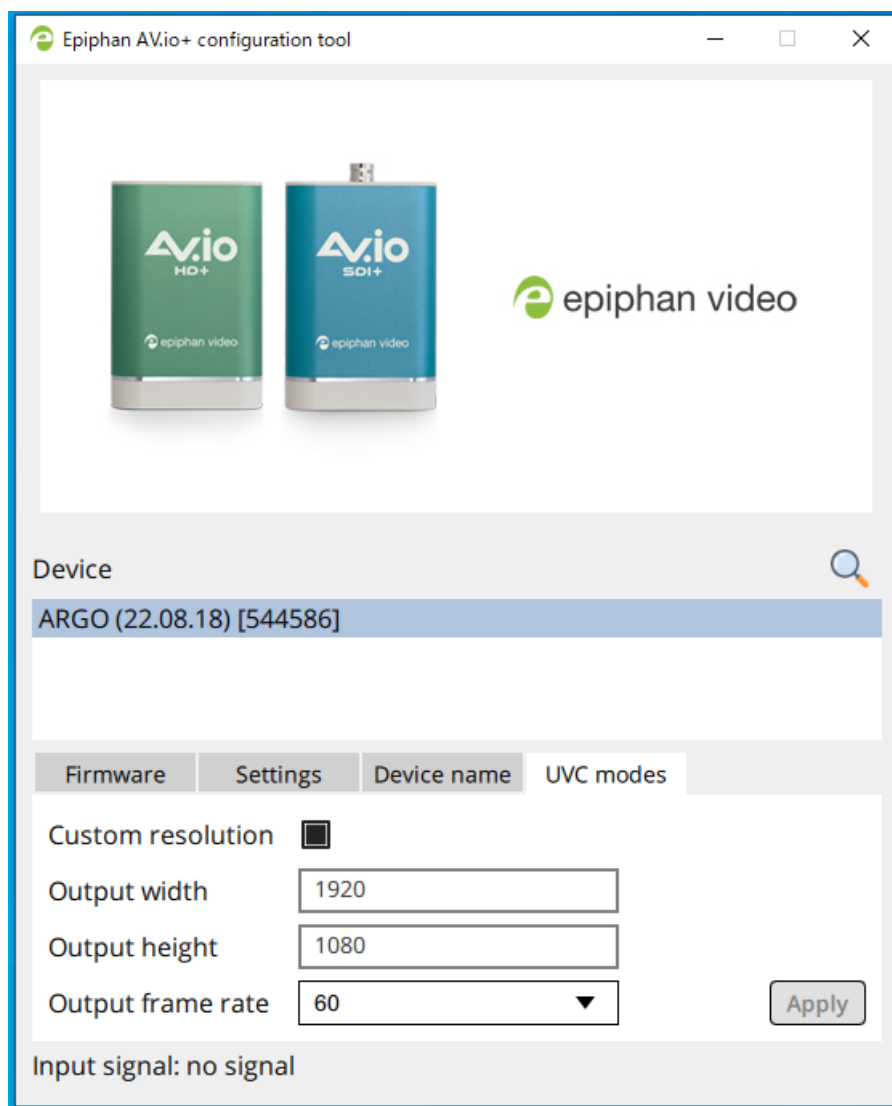 Epiphan AV.io+ configuration tool
AV.io
HD+
epiphan video
AV.io
SDI+
epiphan video
epiphan video
Device
ARGO (22.08.18) [544586]
Firmware Settings Device name UVC modes
Custom resolution
Output width 1920
Output height 1080
Output frame rate 60 Apply
Input signal: no signal